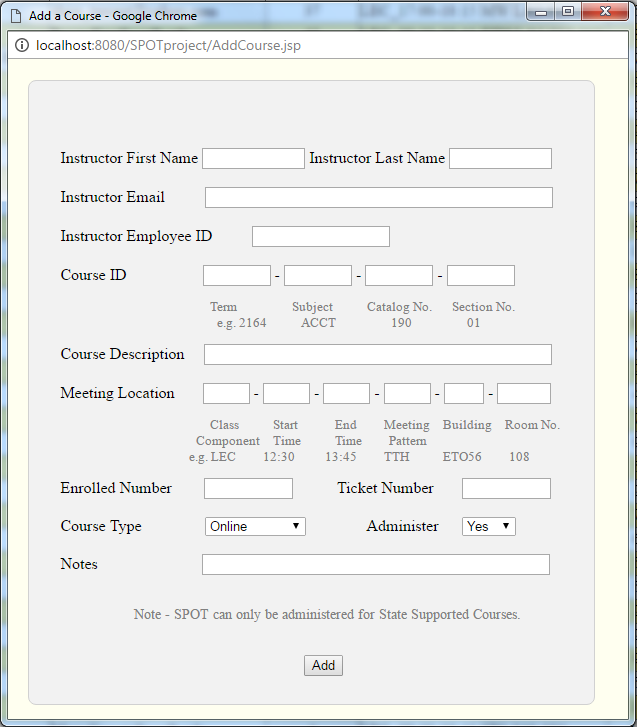 Add a Course - Google Chrome
localhost:8080/SPOTproject/AddCourse.jsp
Instructor First Name Instructor Last Name
Instructor Email
Instructor Employee ID
Course ID - - -
Term Subject Catalog No. Section No.
e.g. 2164 ACCT 190 01
Course Description
Meeting Location - - - - -
Class Start End Meeting Building Room No.
Component Time Time Pattern
e.g. LEC 12:30 13:45 TTH ETO56 108
Enrolled Number Ticket Number
Course Type Online Administer Yes
Notes
Note - SPOT can only be administered for State Supported Courses.
Add